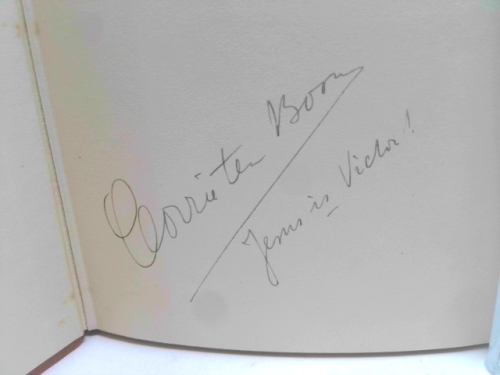 Corrie ten Boom
Jesus is Victor!